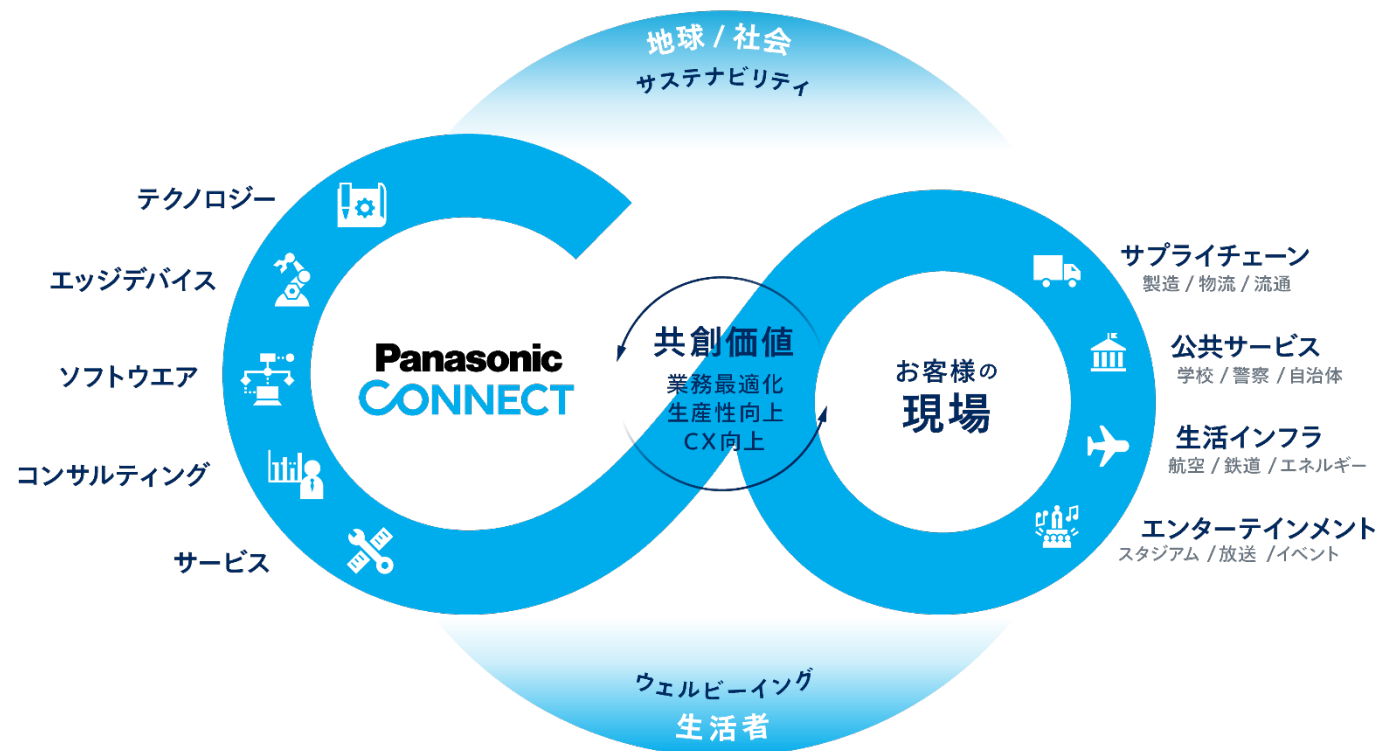 地球 / 社会
サステナビリティ
テクノロジー
エッジデバイス
ソフトウエア
コンサルティング
サービス
Panasonic
CONNECT
共創価値
業務最適化
生産性向上
CX向上
お客様の
現場
サプライチェーン
製造 / 物流 / 流通
公共サービス
学校 / 警察 / 自治体
生活インフラ
航空 / 鉄道 / エネルギー
エンターテインメント
スタジアム / 放送 / イベント
ウェルビーイング
生活者